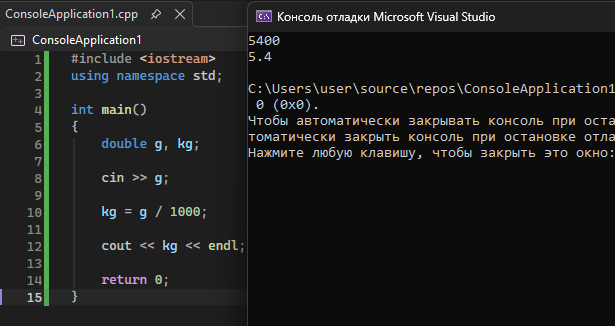 ConsoleApplication1.cpp
ConsoleApplication1
1 #include <iostream>
2 using namespace std;
3
4 int main()
5 {
6 double g, kg;
7
8 cin >> g;
9
10 kg = g / 1000;
11
12 cout << kg << endl;
13
14 return 0;
15 }
Консоль отладки Microsoft Visual Studio
5400
5.4
C:\Users\user\source\repos\ConsoleApplication1
0 (0x0).
Чтобы автоматически закрывать консоль при оста
томатически закрыть консоль при остановке отла
Нажмите любую клавишу, чтобы закрыть это окно: